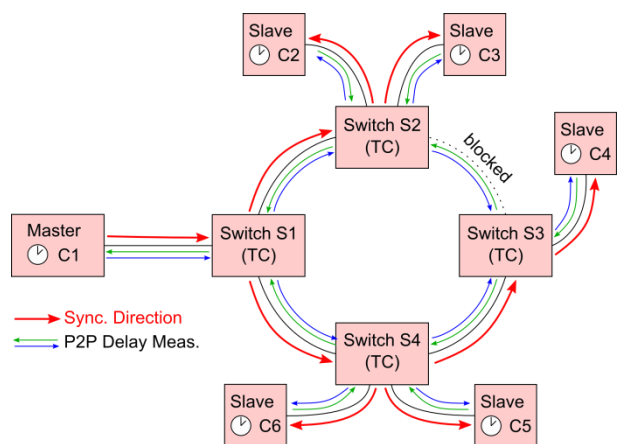 Slave
C2
Slave
C3
Switch S2
(TC)
blocked
Slave
C4
Master
C1
Switch S1
(TC)
Switch S3
(TC)
Sync. Direction
P2P Delay Meas.
Switch S4
(TC)
Slave
C6
Slave
C5